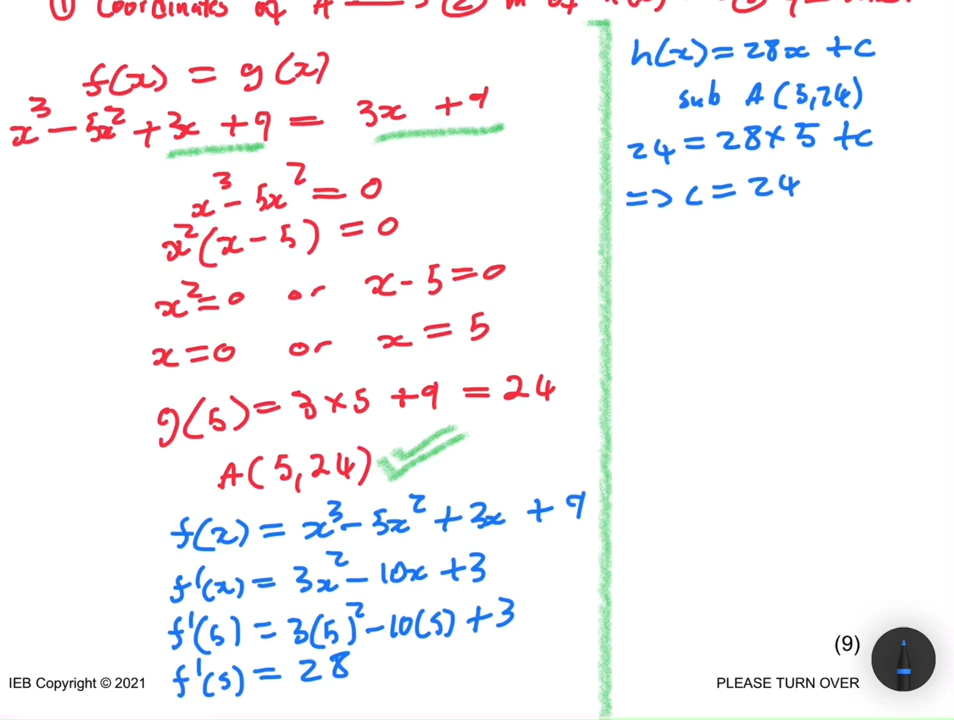 ① Coordinates of A
f(x) = g(x)
x³ - 5x² + 3x + 9 = 3x + 9
x³ - 5x² = 0
x²(x - 5) = 0
x² = 0 or x - 5 = 0
x = 0 or x = 5
g(5) = 3 × 5 + 9 = 24
A(5,24)
f(x) = x³ - 5x² + 3x + 9
f'(x) = 3x² - 10x + 3
f'(5) = 3(5)² - 10(5) + 3
f'(5) = 28
h(x) = 28x + c
sub A(5,24)
24 = 28 × 5 + c
=> c = 24
(9)
IEB Copyright © 2021
PLEASE TURN OVER